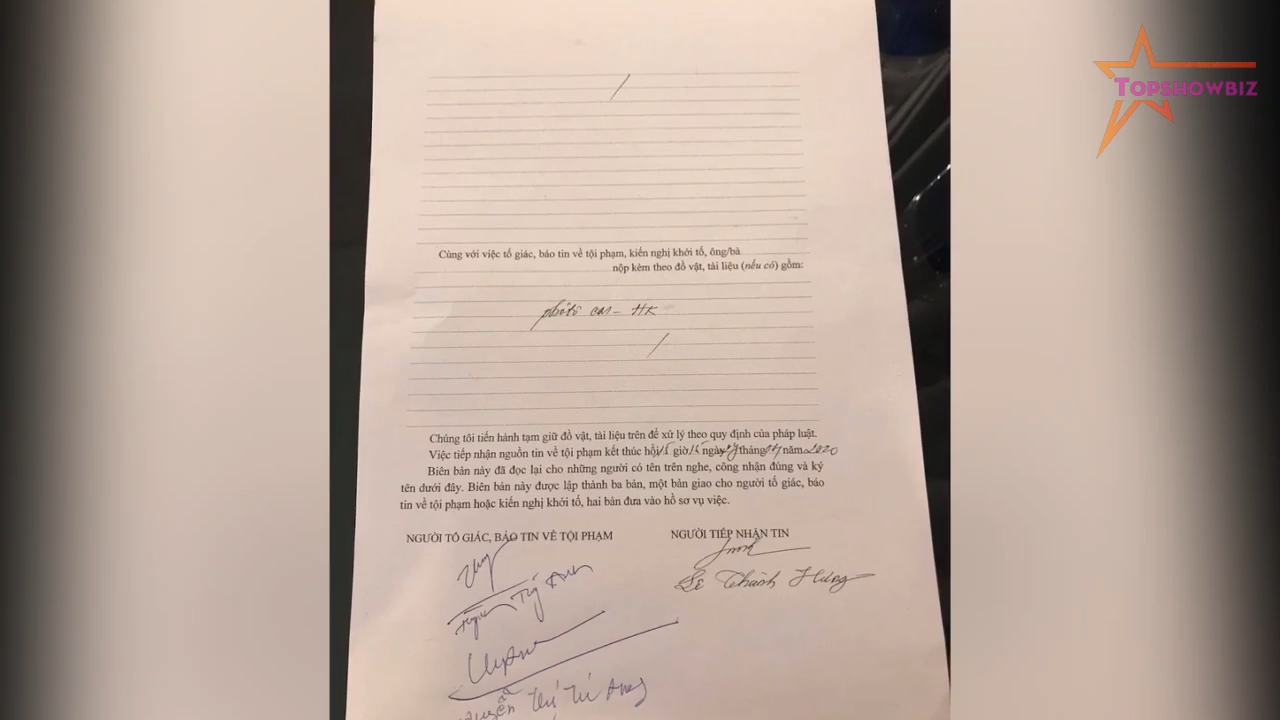 TOPSHOWBIZ
Cùng với việc tố giác, báo tin về tội phạm, kiến nghị khởi tố, ông/bà
nộp kèm theo đồ vật, tài liệu (nếu có) gồm:
phôtô
HK
Chúng tôi tiến hành tạm giữ đồ vật, tài liệu trên để xử lý theo quy định của pháp luật.
Việc tiếp nhận nguồn tin về tội phạm kết thúc hồi 15 giờ 15 ngày tháng năm 2020
Biên bản này đã đọc lại cho những người có tên trên nghe, công nhận đúng và ký
tên dưới đây. Biên bản này được lập thành ba bản, một bản giao cho người tố giác, báo
tin về tội phạm hoặc kiến nghị khởi tố, hai bản đưa vào hồ sơ vụ việc.
NGƯỜI TỐ GIÁC, BÁO TIN VỀ TỘI PHẠM
NGƯỜI TIẾP NHẬN TIN
Lê Thành Hưng